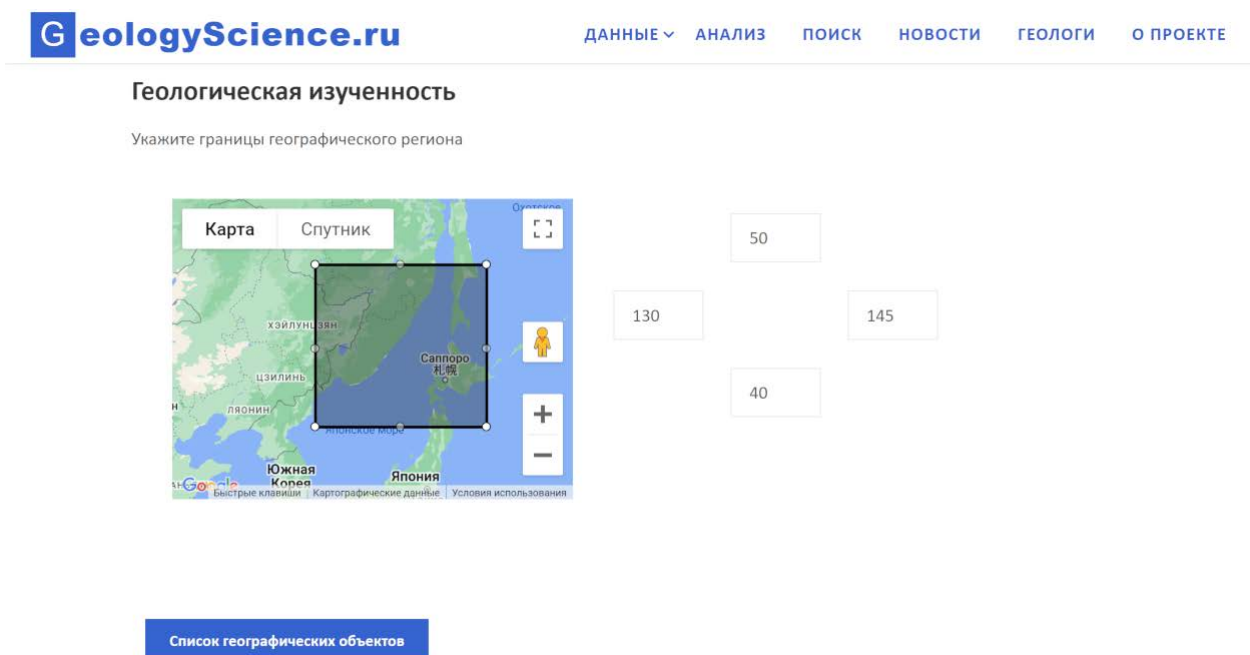 GeologyScience.ru
ДАННЫЕ АНАЛИЗ ПОИСК НОВОСТИ ГЕОЛОГИ О ПРОЕКТЕ
Геологическая изученность
Укажите границы географического региона
Охотское
Карта Спутник
50
ХЭЙЛУНЦЗЯН
130
145
Саппоро
札幌
ЦЗИЛИНЬ
40
ЛЯОНИН
Японское море
Южная
Корея
Япония
Google
Быстрые клавиши Картографические данные Условия использования
Список географических объектов